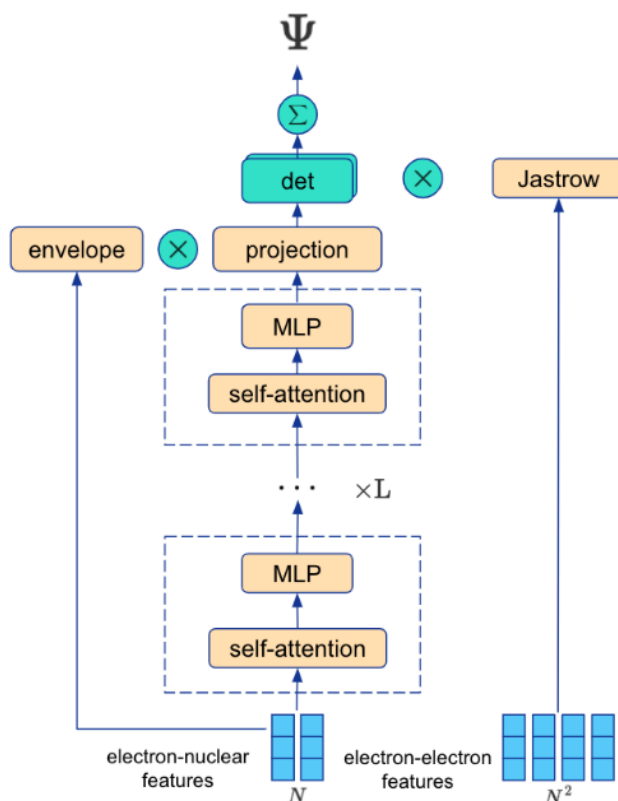 Ψ
Σ
det
×
Jastrow
envelope
×
projection
MLP
self-attention
... ×L
MLP
self-attention
electron-nuclear
features
N
electron-electron
features
N²